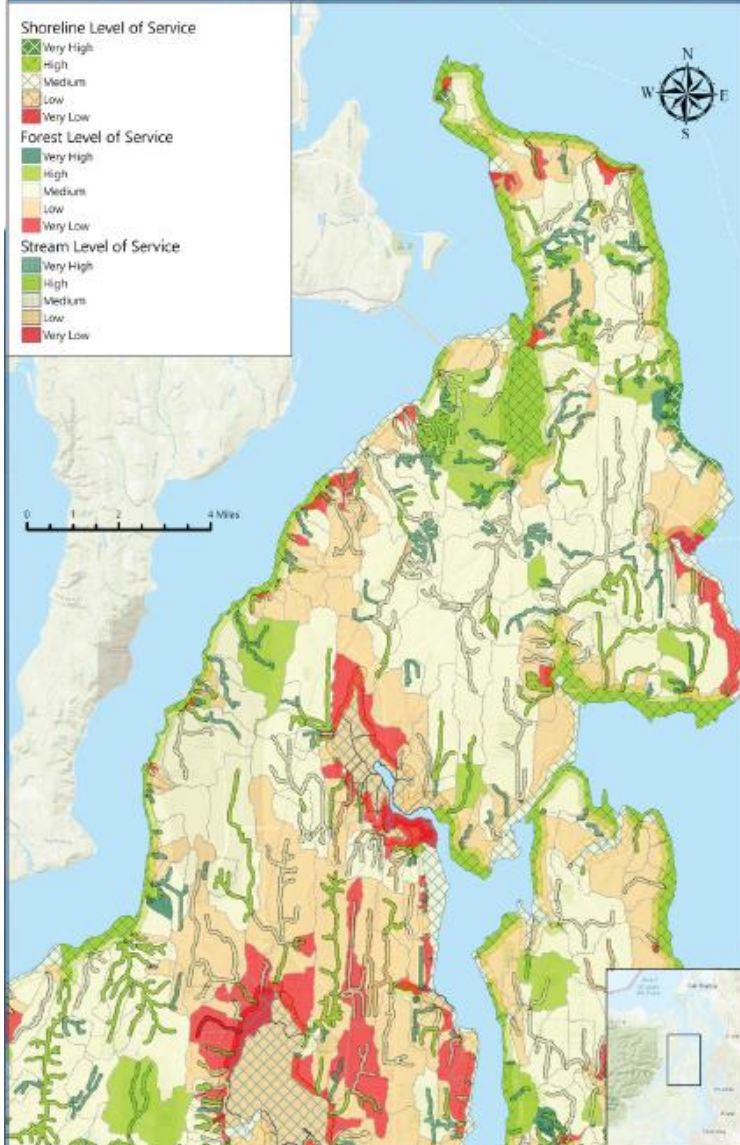 Shoreline Level of Service
Very High
High
Medium
Low
Very Low
Forest Level of Service
Very High
High
Medium
Low
Very Low
Stream Level of Service
Very High
High
Medium
Low
Very Low
N
W E
S
0 2 4 Miles